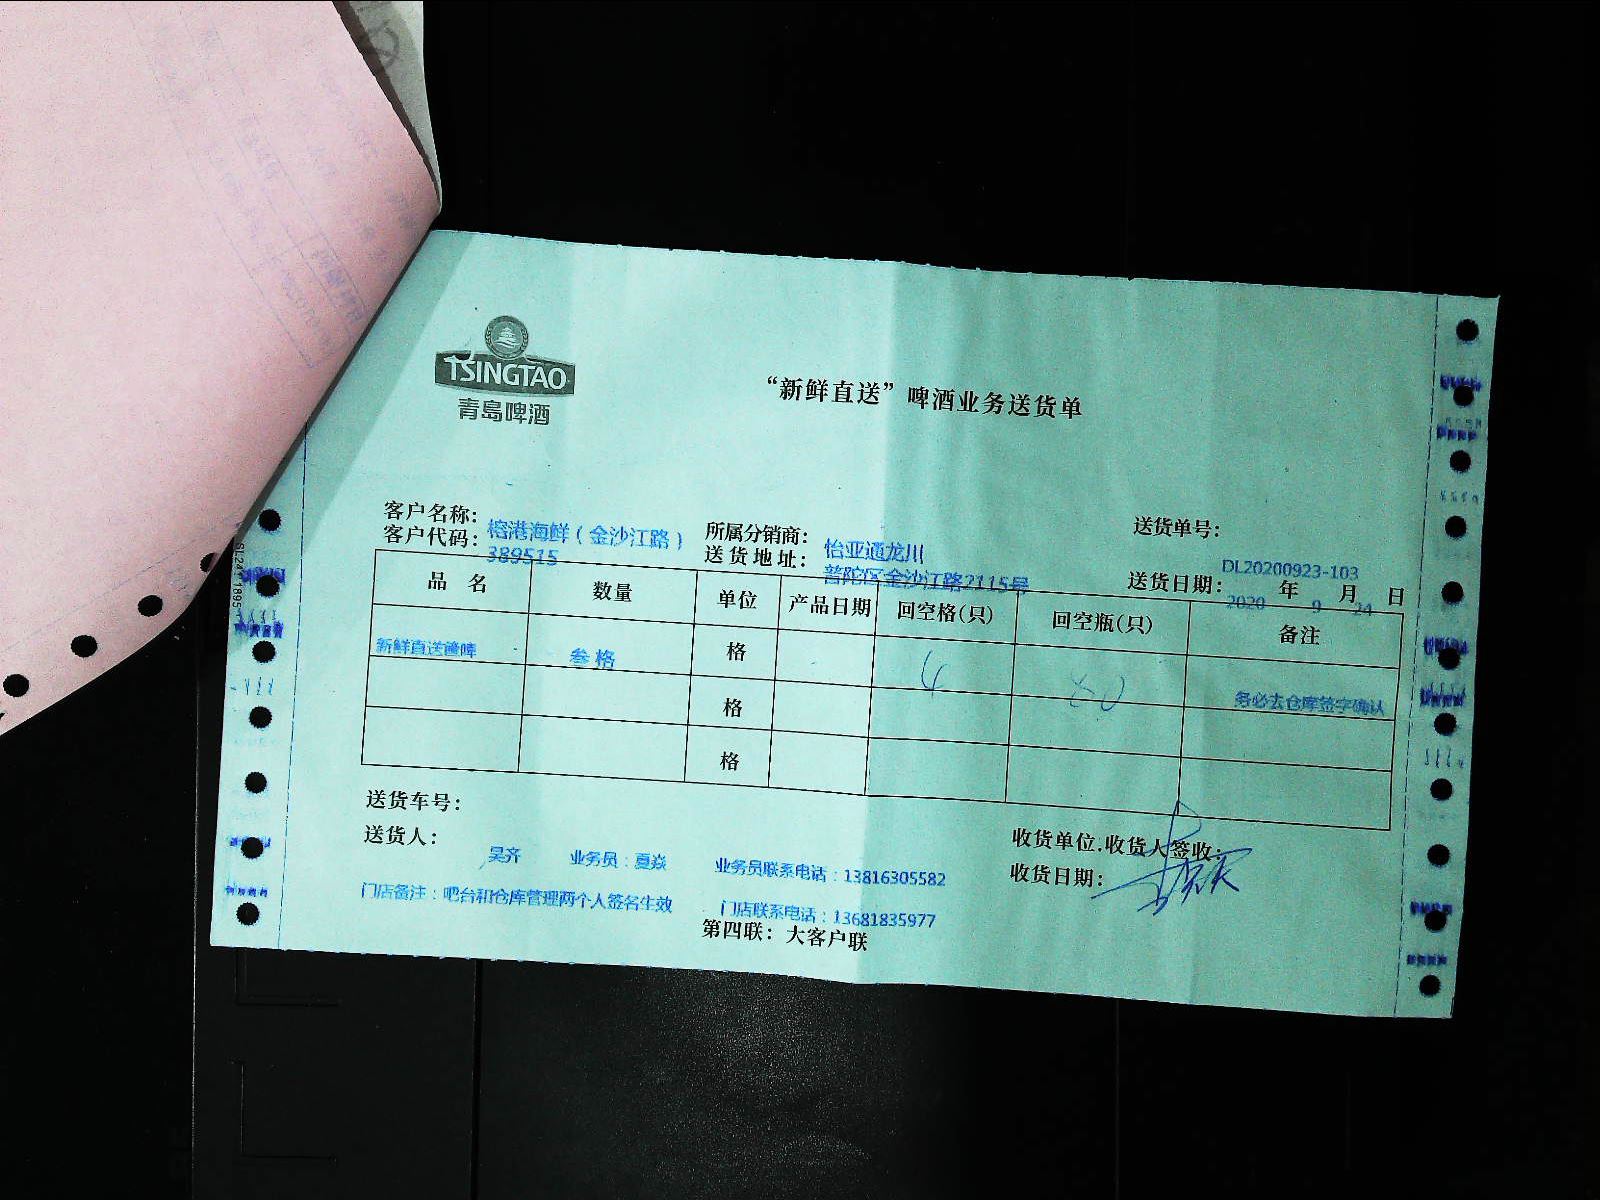 TSINGTAO
青岛啤酒
“新鲜直送”啤酒业务送货单
客户名称： 榕港海鲜（金沙江路） 所属分销商： 怡亚通龙川 送货单号： DL20200923-103
客户代码： 389515 送货地址： 普陀区金沙江路2115号 送货日期： 2020 年 9 月 24 日
品 名 数量 单位 产品日期 回空格(只) 回空瓶(只) 备注
新鲜直送 叁格 格 4 务必去仓库签字确认
格
格
送货车号：
送货人： 吴齐 业务员：夏焱 业务员联系电话：13816305582
收货单位.收货人签收：
收货日期：
门店备注：吧台和仓库管理两个人签名生效 门店联系电话：13681835977
第四联：大客户联